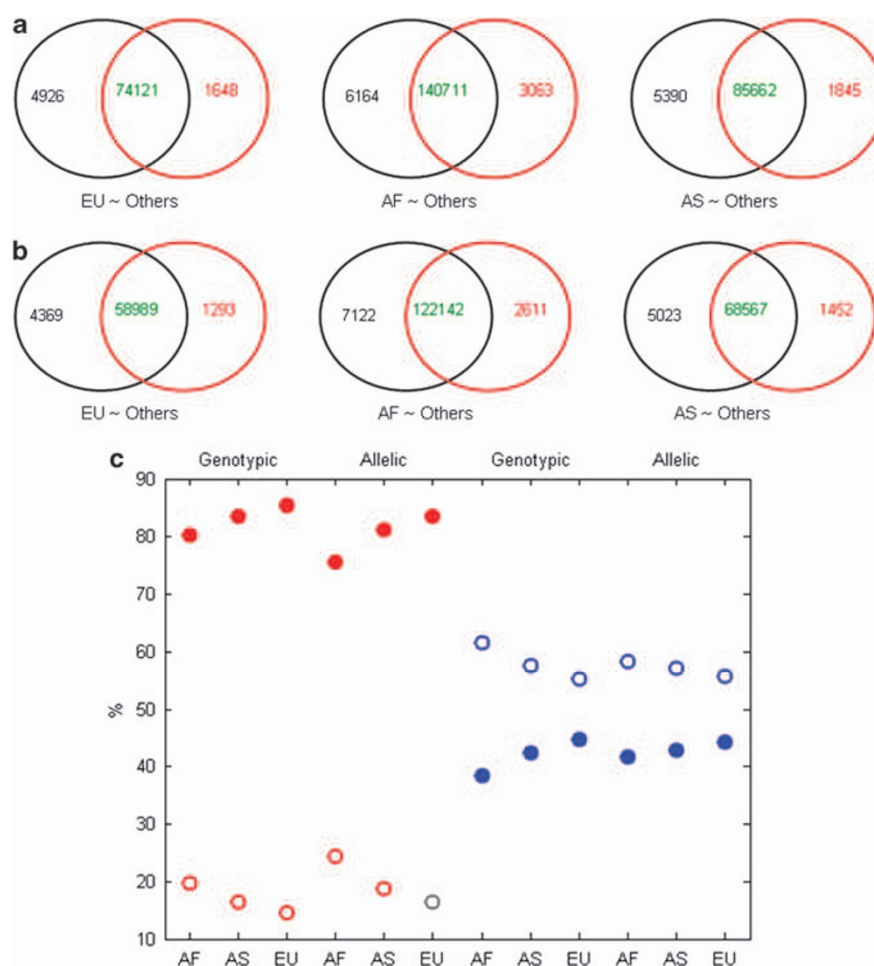 a
4926 74121 1648
6164 140711 3063
5390 85662 1845
EU ~ Others
AF ~ Others
AS ~ Others
b
4369 58989 1293
7122 122142 2611
5023 68567 1452
EU ~ Others
AF ~ Others
AS ~ Others
c
Genotypic Allelic Genotypic Allelic
90
80
70
60
50
40
30
20
10
%
AF AS EU AF AS EU AF AS EU AF AS EU